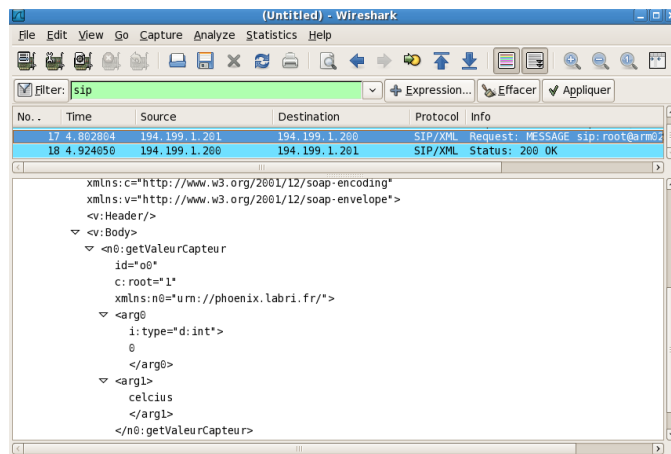 (Untitled) - Wireshark
File Edit View Go Capture Analyze Statistics Help
Filter: sip Expression... Effacer Appliquer
No. . Time Source Destination Protocol Info
17 4.802804 194.199.1.201 194.199.1.200 SIP/XML Request: MESSAGE sip:root@arm02
18 4.924050 194.199.1.200 194.199.1.201 SIP/XML Status: 200 OK
xmlns:c="http://www.w3.org/2001/12/soap-encoding"
xmlns:v="http://www.w3.org/2001/12/soap-envelope">
<v:Header/>
<v:Body>
<n0:getValeurCapteur
id="o0"
c:root="1"
xmlns:n0="urn://phoenix.labri.fr/">
<arg0
i:type="d:int">
0
</arg0>
<arg1>
celcius
</arg1>
</n0:getValeurCapteur>